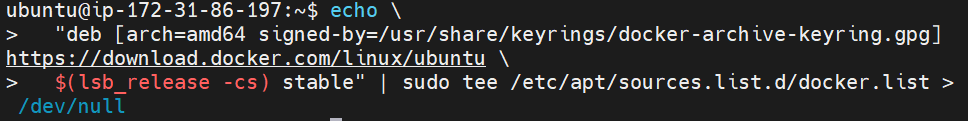 ubuntu@ip-172-31-86-197:~$ echo \
>   "deb [arch=amd64 signed-by=/usr/share/keyrings/docker-archive-keyring.gpg]
https://download.docker.com/linux/ubuntu \
>   $(lsb_release -cs) stable" | sudo tee /etc/apt/sources.list.d/docker.list >
 /dev/null